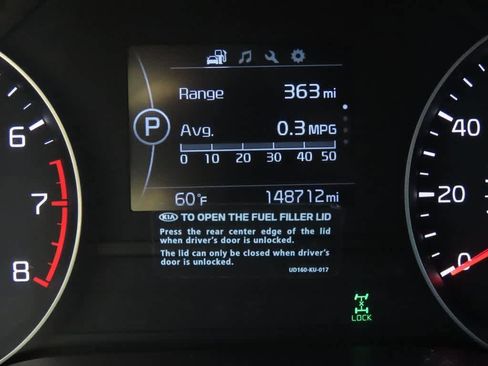 Range 363 mi
P
Avg. 0.3 MPG
0 10 20 30 40 50
60°F 148712 mi
KIA TO OPEN THE FUEL FILLER LID
Press the rear center edge of the lid
when driver's door is unlocked.
The lid can only be closed when driver's
door is unlocked.
UD160-KU-017
LOCK
6
7
8
40
20
0